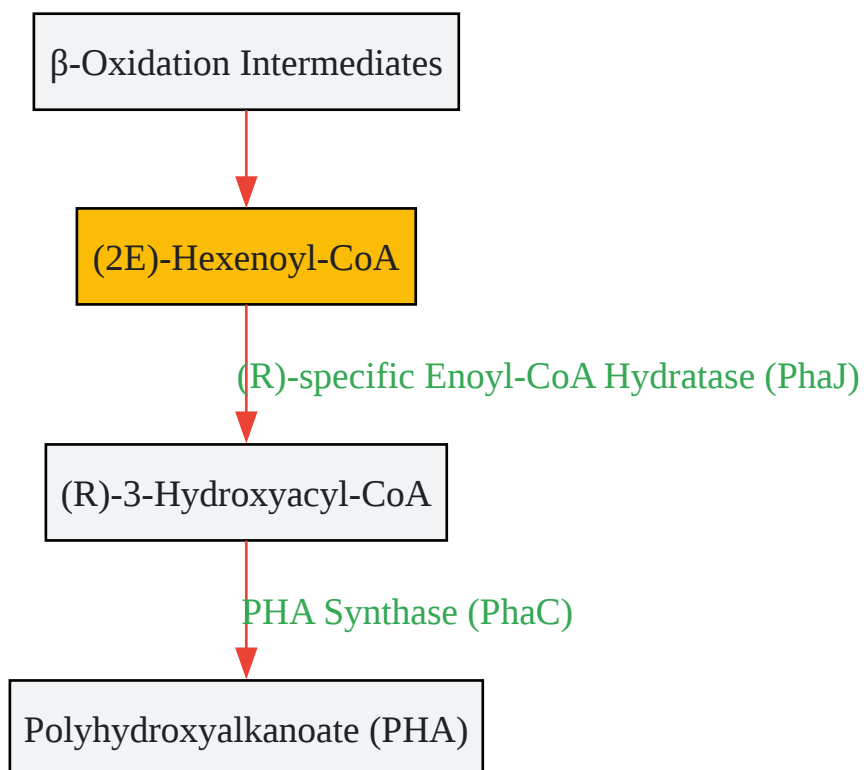 β-Oxidation Intermediates
(2E)-Hexenoyl-CoA
(R)-specific Enoyl-CoA Hydratase (PhaJ)
(R)-3-Hydroxyacyl-CoA
PHA Synthase (PhaC)
Polyhydroxyalkanoate (PHA)